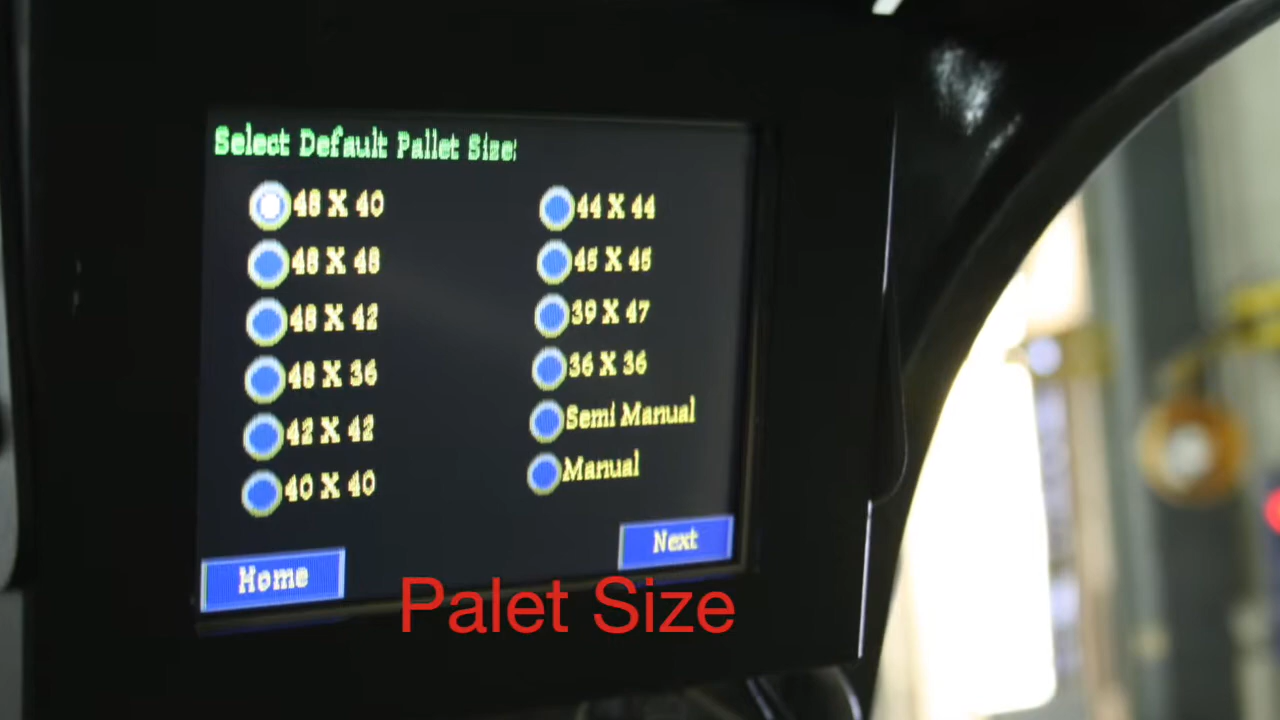 Select Default Pallet Size:
48 X 40
48 X 48
48 X 42
48 X 36
42 X 42
40 X 40
44 X 44
45 X 45
39 X 47
36 X 36
Semi Manual
Manual
Home
Next
Palet Size